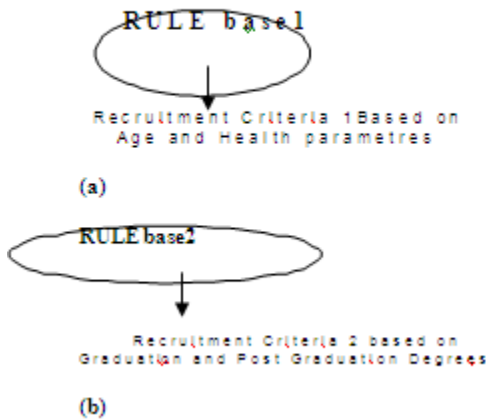 RULE base1
Recruitment Criteria 1Based on
Age and Health parametres
(a)
RULE base2
Recruitment Criteria 2 based on
Graduation and Post Graduation Degrees
(b)